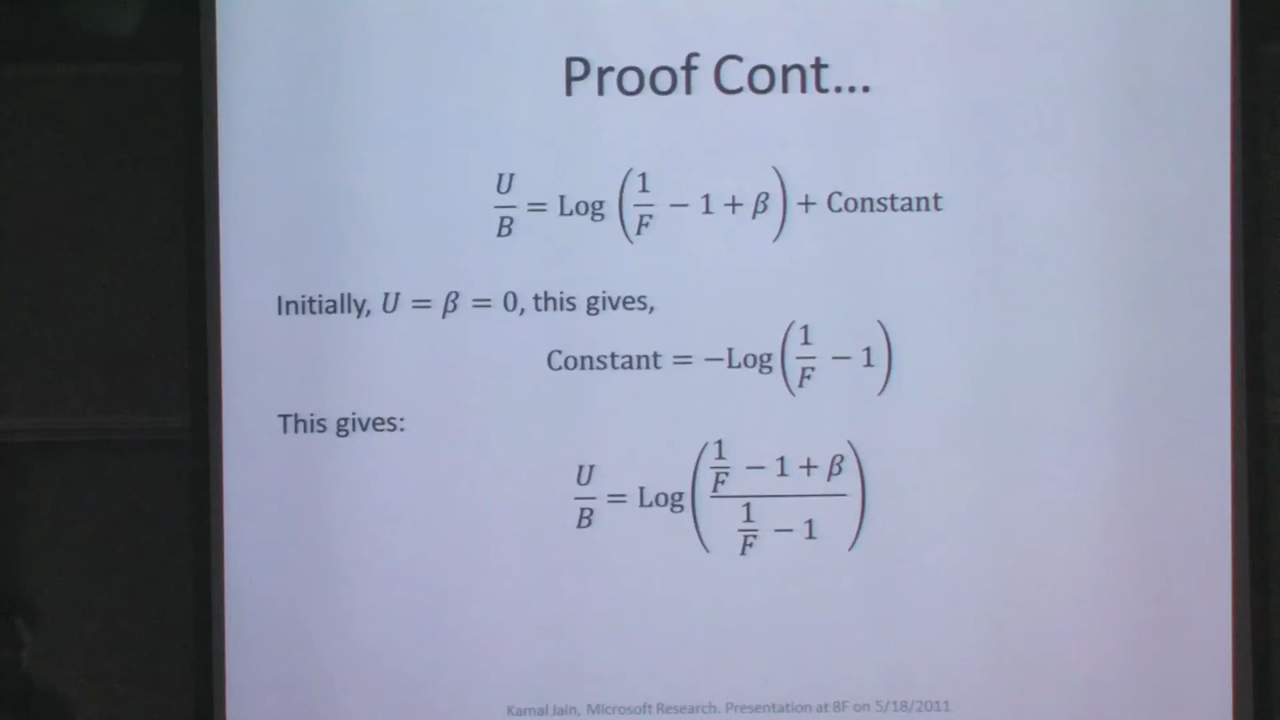 Proof Cont...
U/B = Log (1/F − 1 + β) + Constant
Initially, U = β = 0, this gives,
Constant = −Log(1/F − 1)
This gives:
U/B = Log((1/F − 1 + β)/(1/F − 1))
Kamal Jain, Microsoft Research. Presentation at 8F on 5/18/2011